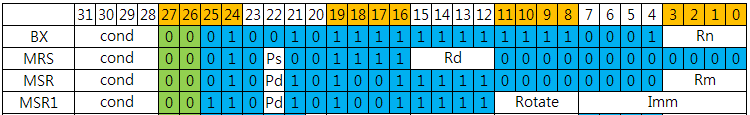 31 30 29 28 27 26 25 24 23 22 21 20 19 18 17 16 15 14 13 12 11 10 9 8 7 6 5 4 3 2 1 0
BX cond 0 0 0 1 0 0 1 0 1 1 1 1 1 1 1 1 1 1 1 1 0 0 0 1 Rn
MRS cond 0 0 0 1 0 Ps 0 0 1 1 1 1 Rd 0 0 0 0 0 0 0 0 0 0 0 0
MSR cond 0 0 0 1 0 Pd 1 0 1 0 0 1 1 1 1 1 0 0 0 0 0 0 0 0 Rm
MSR1 cond 0 0 1 1 0 Pd 1 0 1 0 0 1 1 1 1 1 Rotate Imm